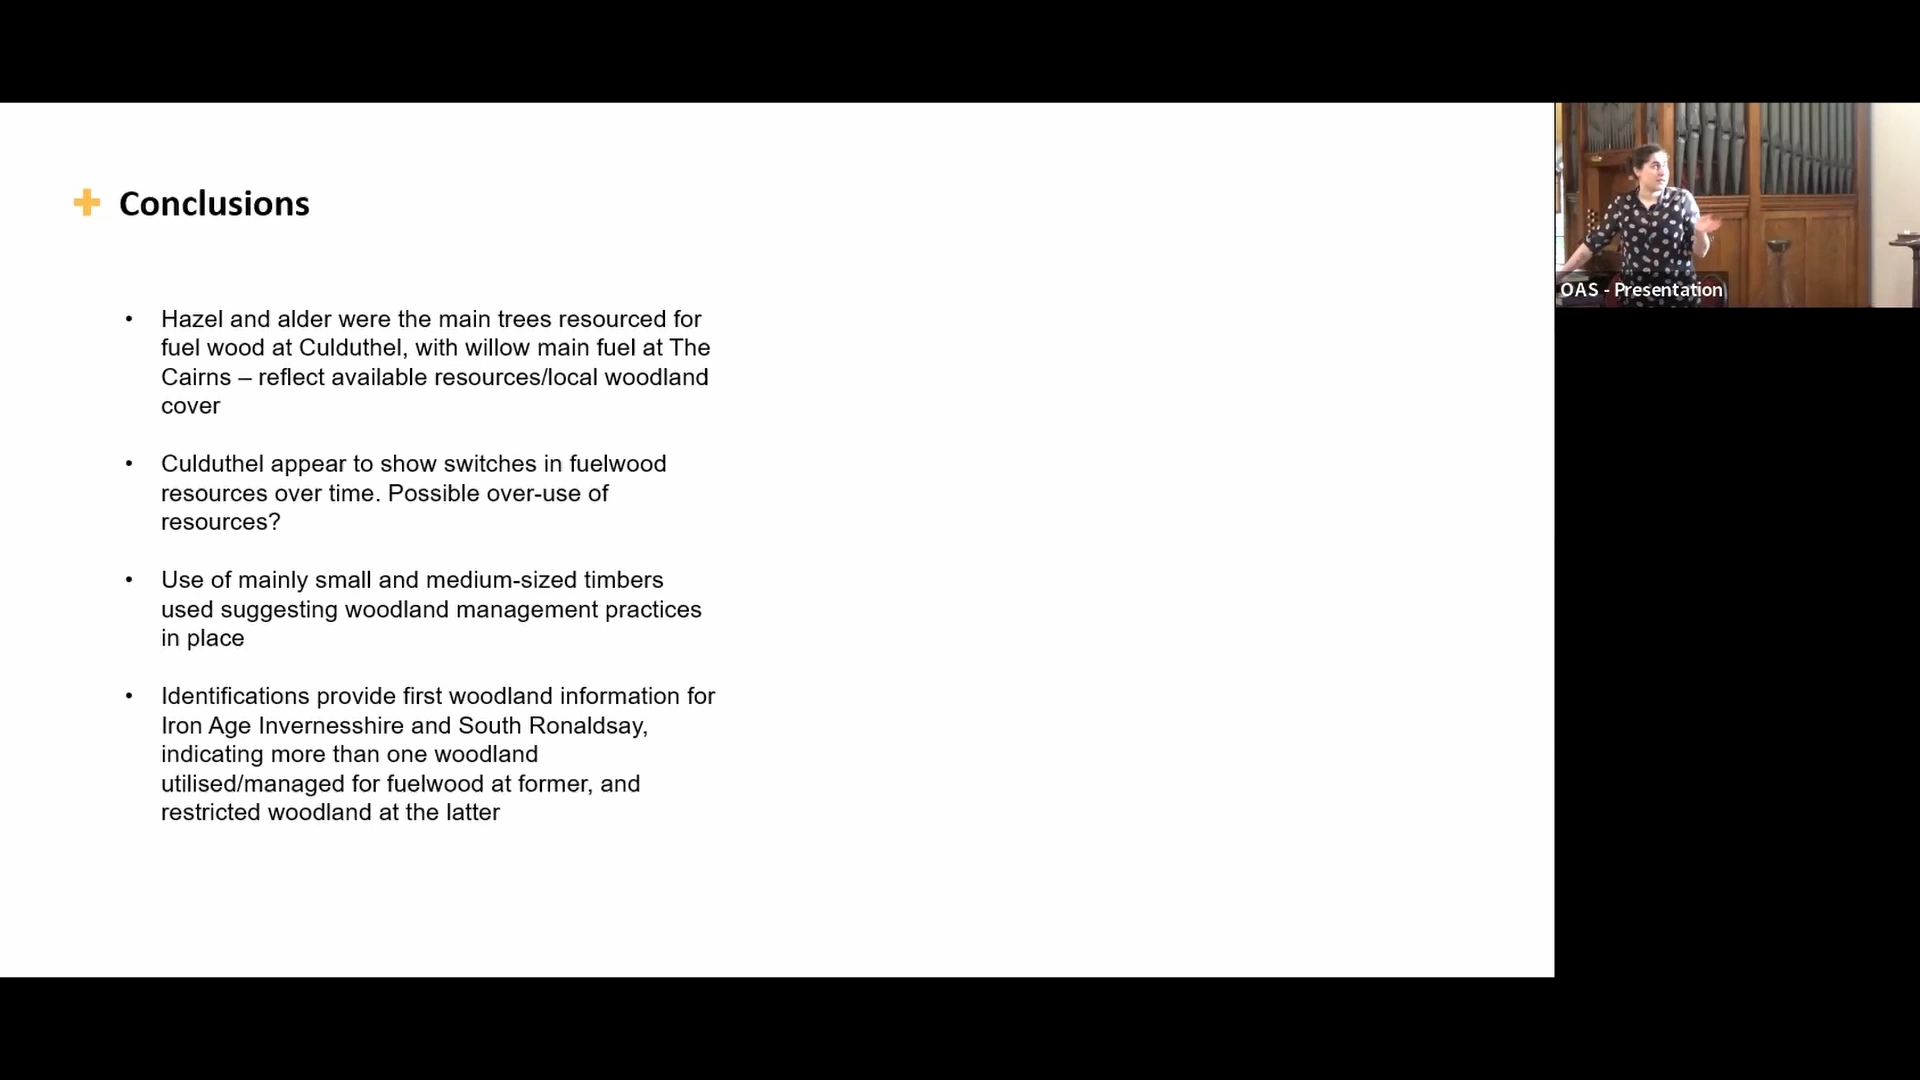 Conclusions
• Hazel and alder were the main trees resourced for
fuel wood at Culduthel, with willow main fuel at The
Cairns – reflect available resources/local woodland
cover
• Culduthel appear to show switches in fuelwood
resources over time. Possible over-use of
resources?
• Use of mainly small and medium-sized timbers
used suggesting woodland management practices
in place
• Identifications provide first woodland information for
Iron Age Invernesshire and South Ronaldsay,
indicating more than one woodland
utilised/managed for fuelwood at former, and
restricted woodland at the latter
OAS - Presentation